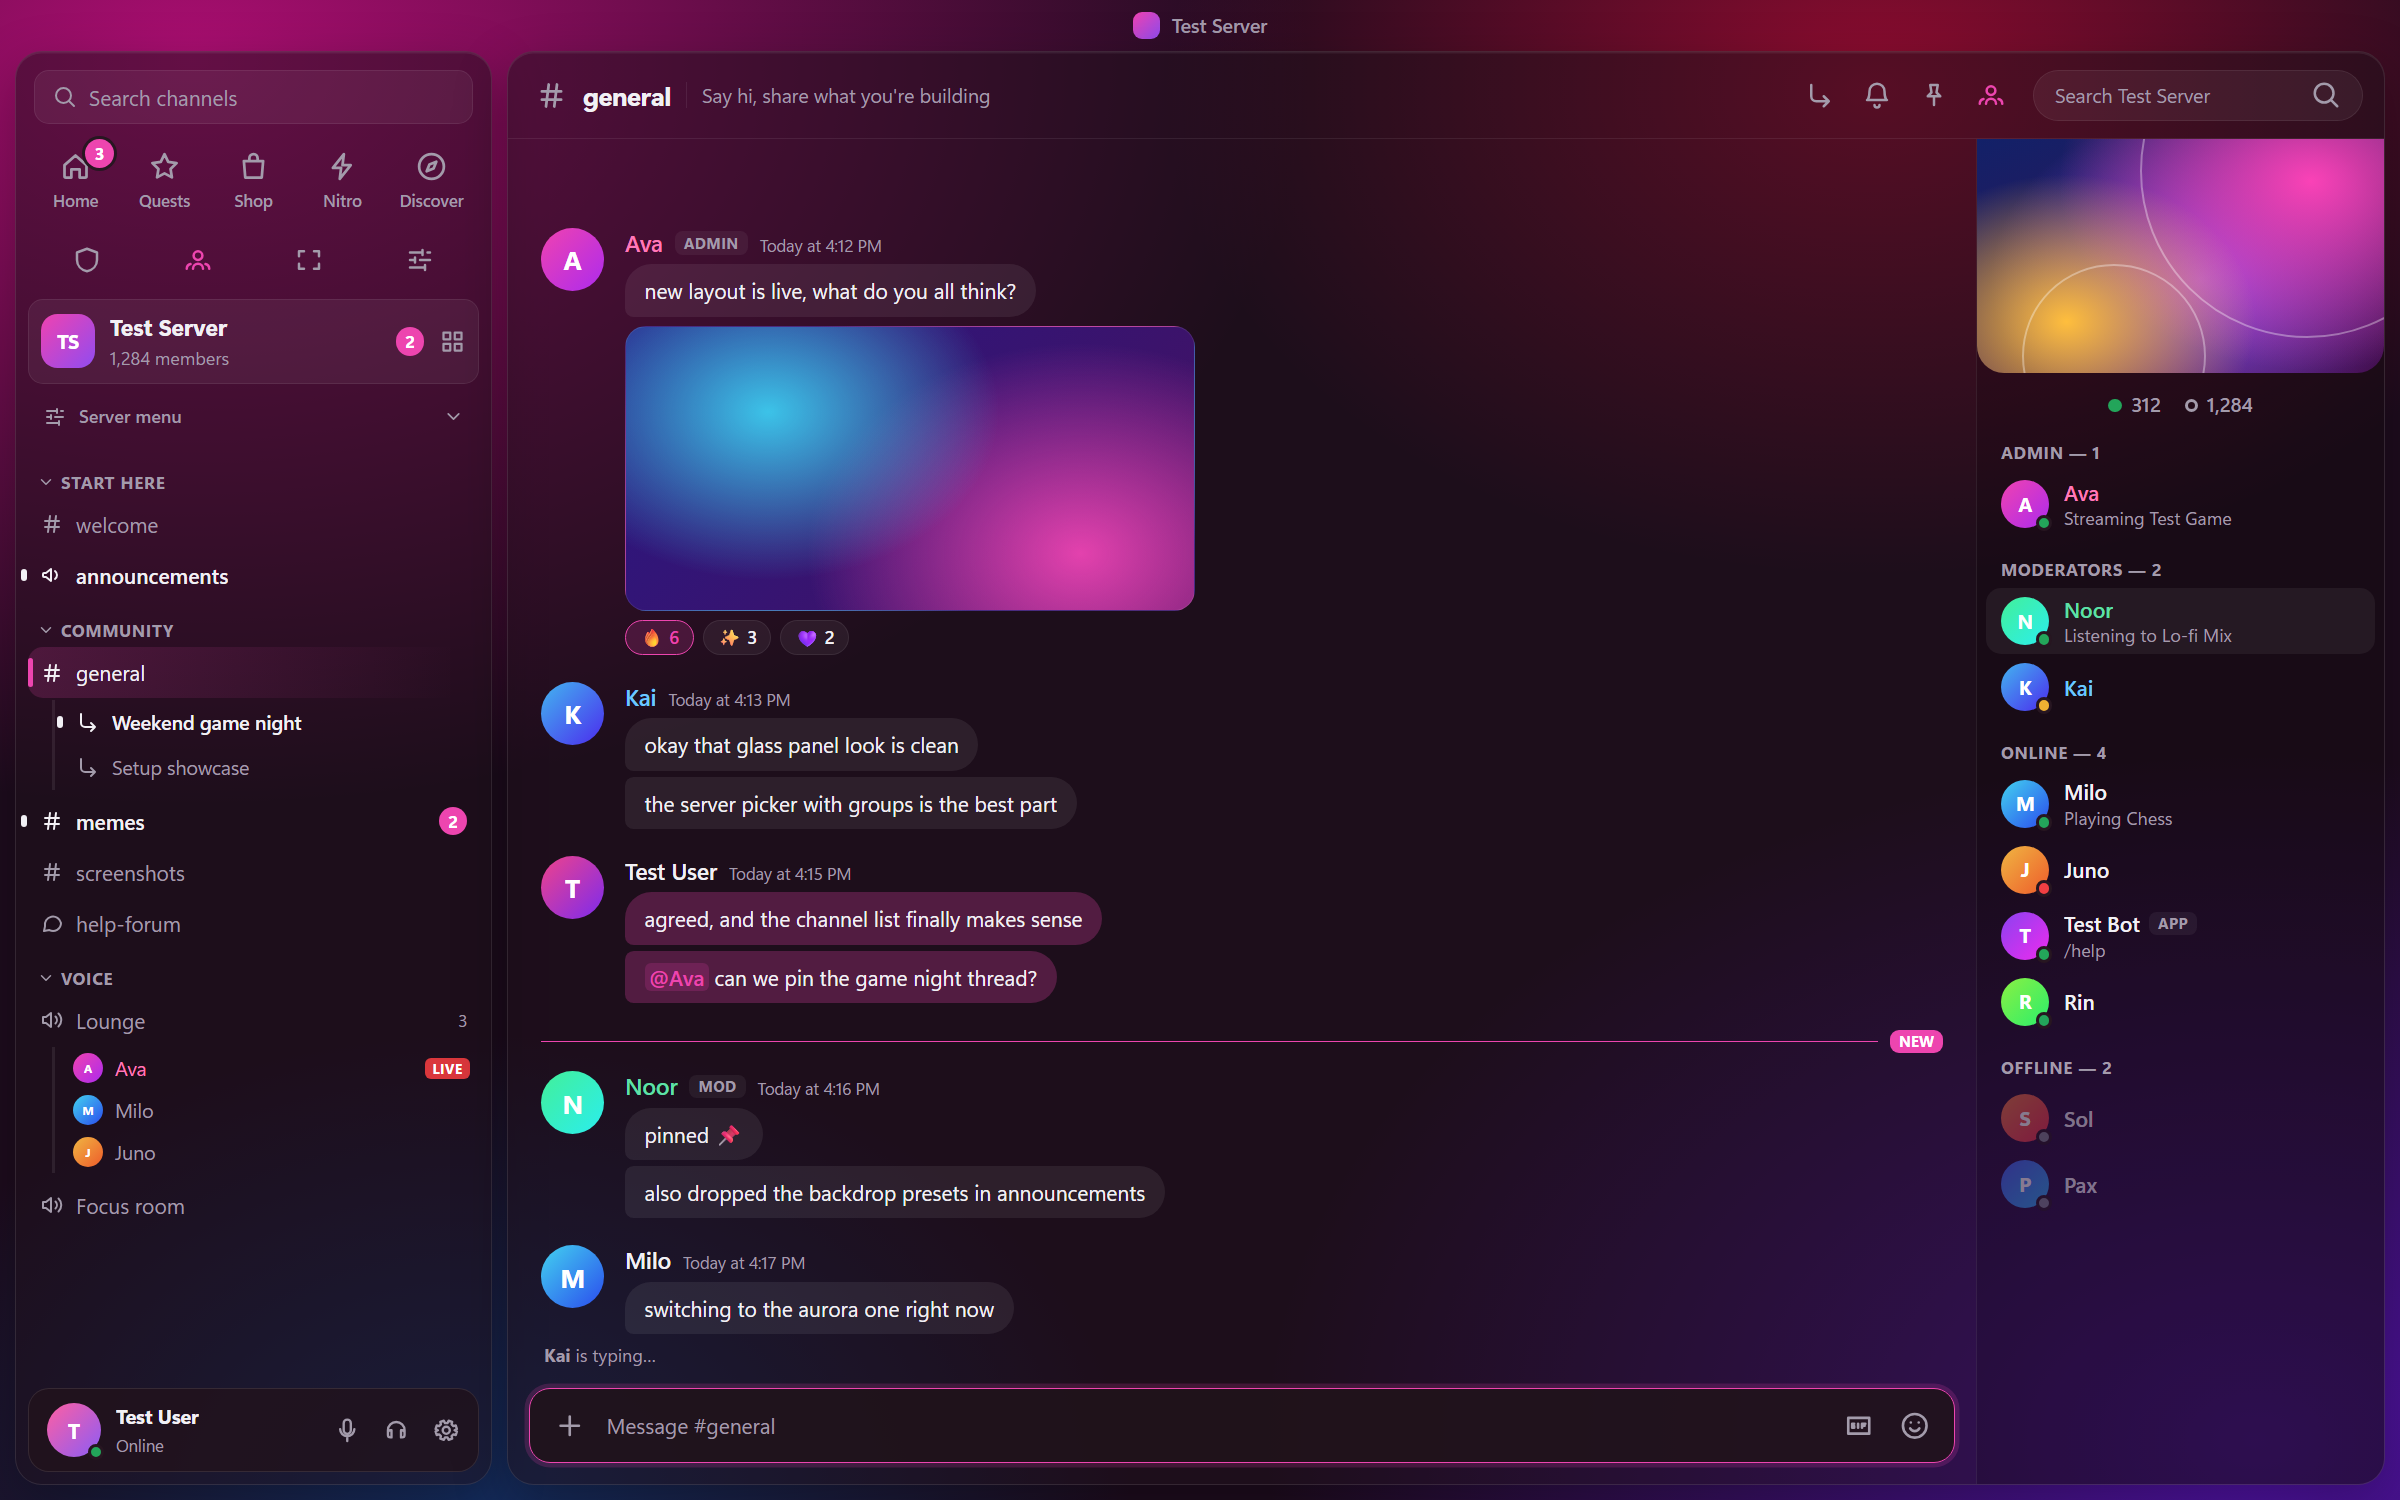 Test Server
Search channels
3
Home
Quests
Shop
Nitro
Discover
TS
Test Server
1,284 members
2
Server menu
START HERE
welcome
announcements
COMMUNITY
general
Weekend game night
Setup showcase
memes
2
screenshots
help-forum
VOICE
Lounge
3
A
Ava
LIVE
M
Milo
J
Juno
Focus room
T
Test User
Online
general
Say hi, share what you're building
Search Test Server
A
Ava
ADMIN
Today at 4:12 PM
new layout is live, what do you all think?
🔥 6
✨ 3
💜 2
K
Kai
Today at 4:13 PM
okay that glass panel look is clean
the server picker with groups is the best part
T
Test User
Today at 4:15 PM
agreed, and the channel list finally makes sense
@Ava can we pin the game night thread?
NEW
N
Noor
MOD
Today at 4:16 PM
pinned 📌
also dropped the backdrop presets in announcements
M
Milo
Today at 4:17 PM
switching to the aurora one right now
Kai is typing...
Message #general
GIF
312
1,284
ADMIN — 1
A
Ava
Streaming Test Game
MODERATORS — 2
N
Noor
Listening to Lo-fi Mix
K
Kai
ONLINE — 4
M
Milo
Playing Chess
J
Juno
T
Test Bot
APP
/help
R
Rin
OFFLINE — 2
S
Sol
P
Pax